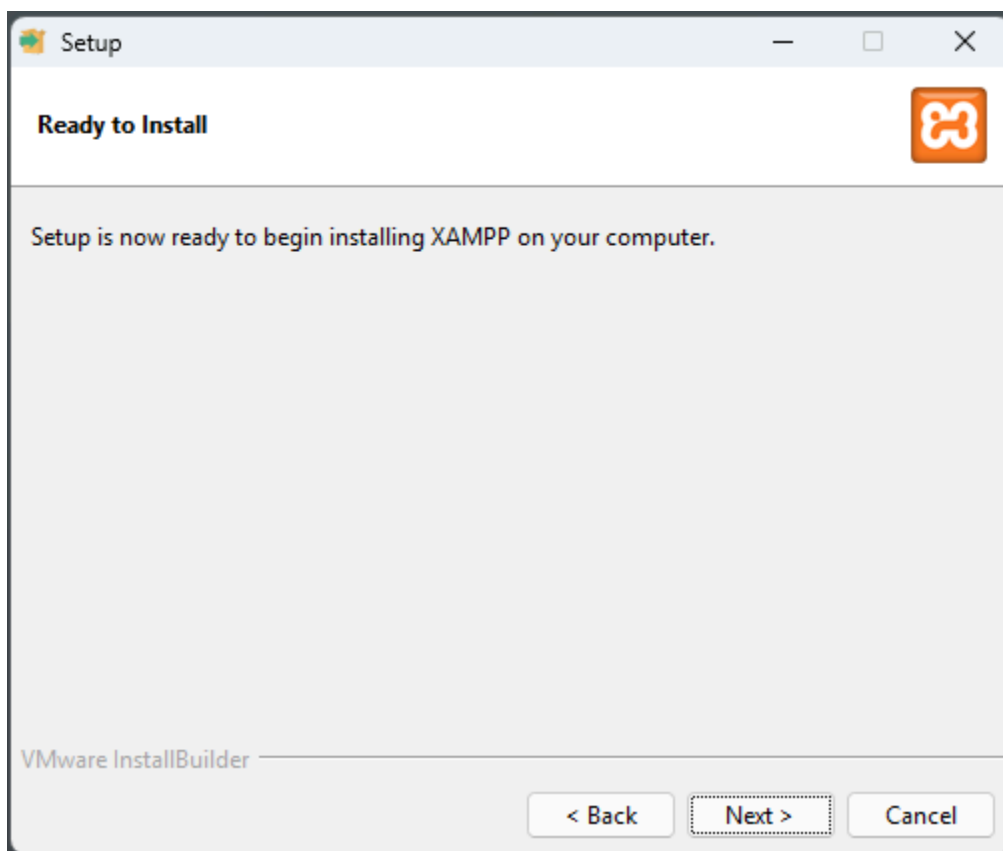 Setup
Ready to Install
Setup is now ready to begin installing XAMPP on your computer.
VMware InstallBuilder
< Back
Next >
Cancel